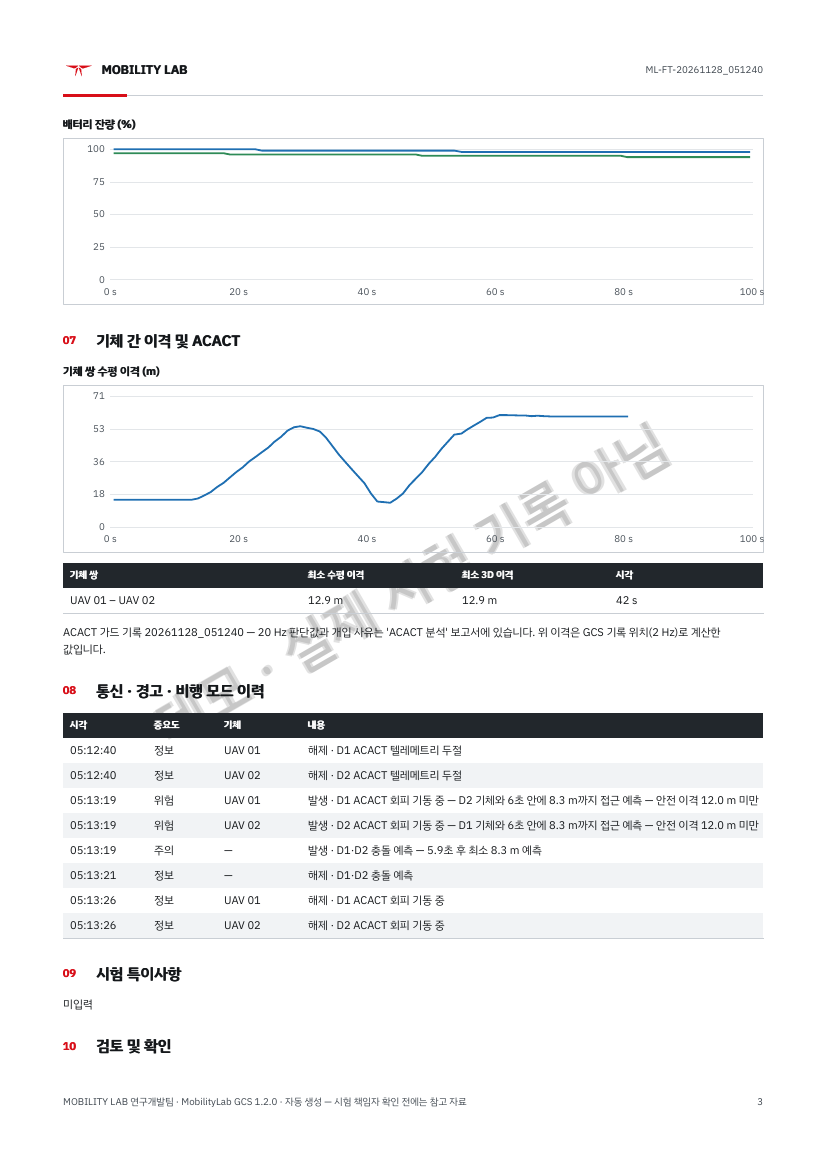 MOBILITY LAB
ML-FT-20261128_051240
배터리 잔량 (%)
100
75
50
25
0
0 s 20 s 40 s 60 s 80 s 100 s
07 기체 간 이격 및 ACACT
기체 쌍 수평 이격 (m)
71
53
36
18
0
0 s 20 s 40 s 60 s 80 s 100 s
데모 · 실제 시험 기록 아님
기체 쌍 최소 수평 이격 최소 3D 이격 시각
UAV 01 – UAV 02 12.9 m 12.9 m 42 s
ACACT 가드 기록 20261128_051240 — 20 Hz 판단값과 개입 사유는 'ACACT 분석' 보고서에 있습니다. 위 이격은 GCS 기록 위치(2 Hz)로 계산한
값입니다.
08 통신 · 경고 · 비행 모드 이력
시각 중요도 기체 내용
05:12:40 정보 UAV 01 해제 · D1 ACACT 텔레메트리 두절
05:12:40 정보 UAV 02 해제 · D2 ACACT 텔레메트리 두절
05:13:19 위험 UAV 01 발생 · D1 ACACT 회피 기동 중 — D2 기체와 6초 안에 8.3 m까지 접근 예측 — 안전 이격 12.0 m 미만
05:13:19 위험 UAV 02 발생 · D2 ACACT 회피 기동 중 — D1 기체와 6초 안에 8.3 m까지 접근 예측 — 안전 이격 12.0 m 미만
05:13:19 주의 — 발생 · D1·D2 충돌 예측 — 5.9초 후 최소 8.3 m 예측
05:13:21 정보 — 해제 · D1·D2 충돌 예측
05:13:26 정보 UAV 01 해제 · D1 ACACT 회피 기동 중
05:13:26 정보 UAV 02 해제 · D2 ACACT 회피 기동 중
09 시험 특이사항
미입력
10 검토 및 확인
MOBILITY LAB 연구개발팀 · MobilityLab GCS 1.2.0 · 자동 생성 — 시험 책임자 확인 전에는 참고 자료
3